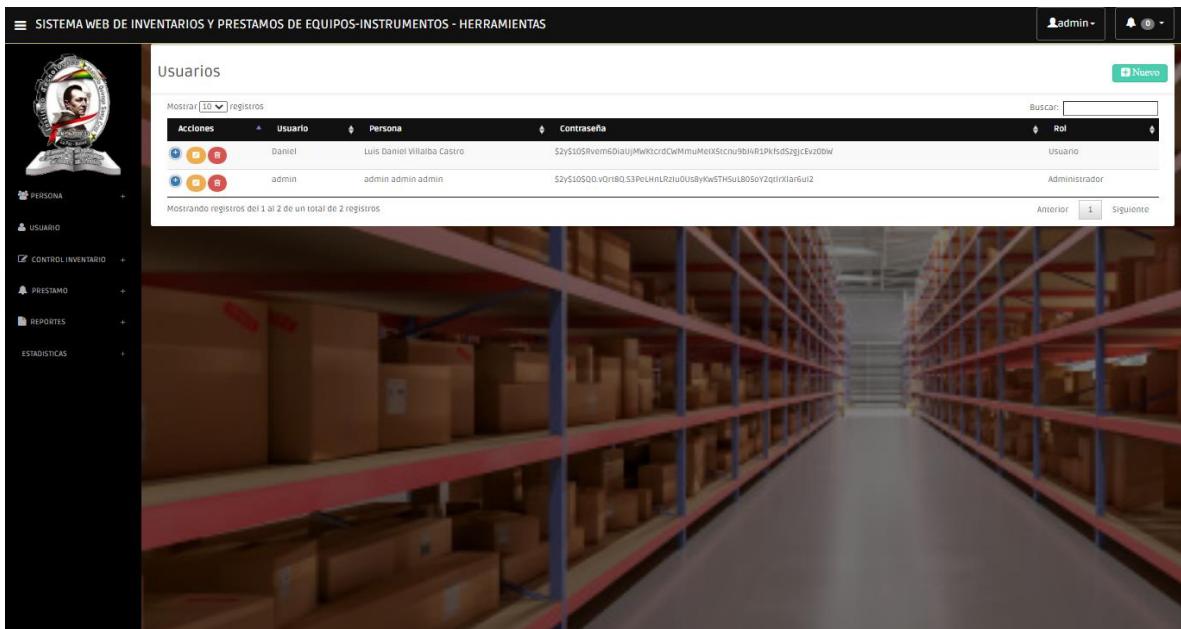 SISTEMA WEB DE INVENTARIOS Y PRESTAMOS DE EQUIPOS-INSTRUMENTOS - HERRAMIENTAS
admin
0
Usuarios
Nuevo
Mostrar 10 registros
Buscar:
Acciones Usuario Persona Contraseña Rol
Daniel Luis Daniel Villalba Castro Usuario
admin admin admin admin Administrador
Mostrando registros del 1 al 2 de un total de 2 registros
Anterior 1 Siguiente
PERSONA +
USUARIO
CONTROL INVENTARIO +
PRESTAMO +
REPORTES +
ESTADISTICAS +